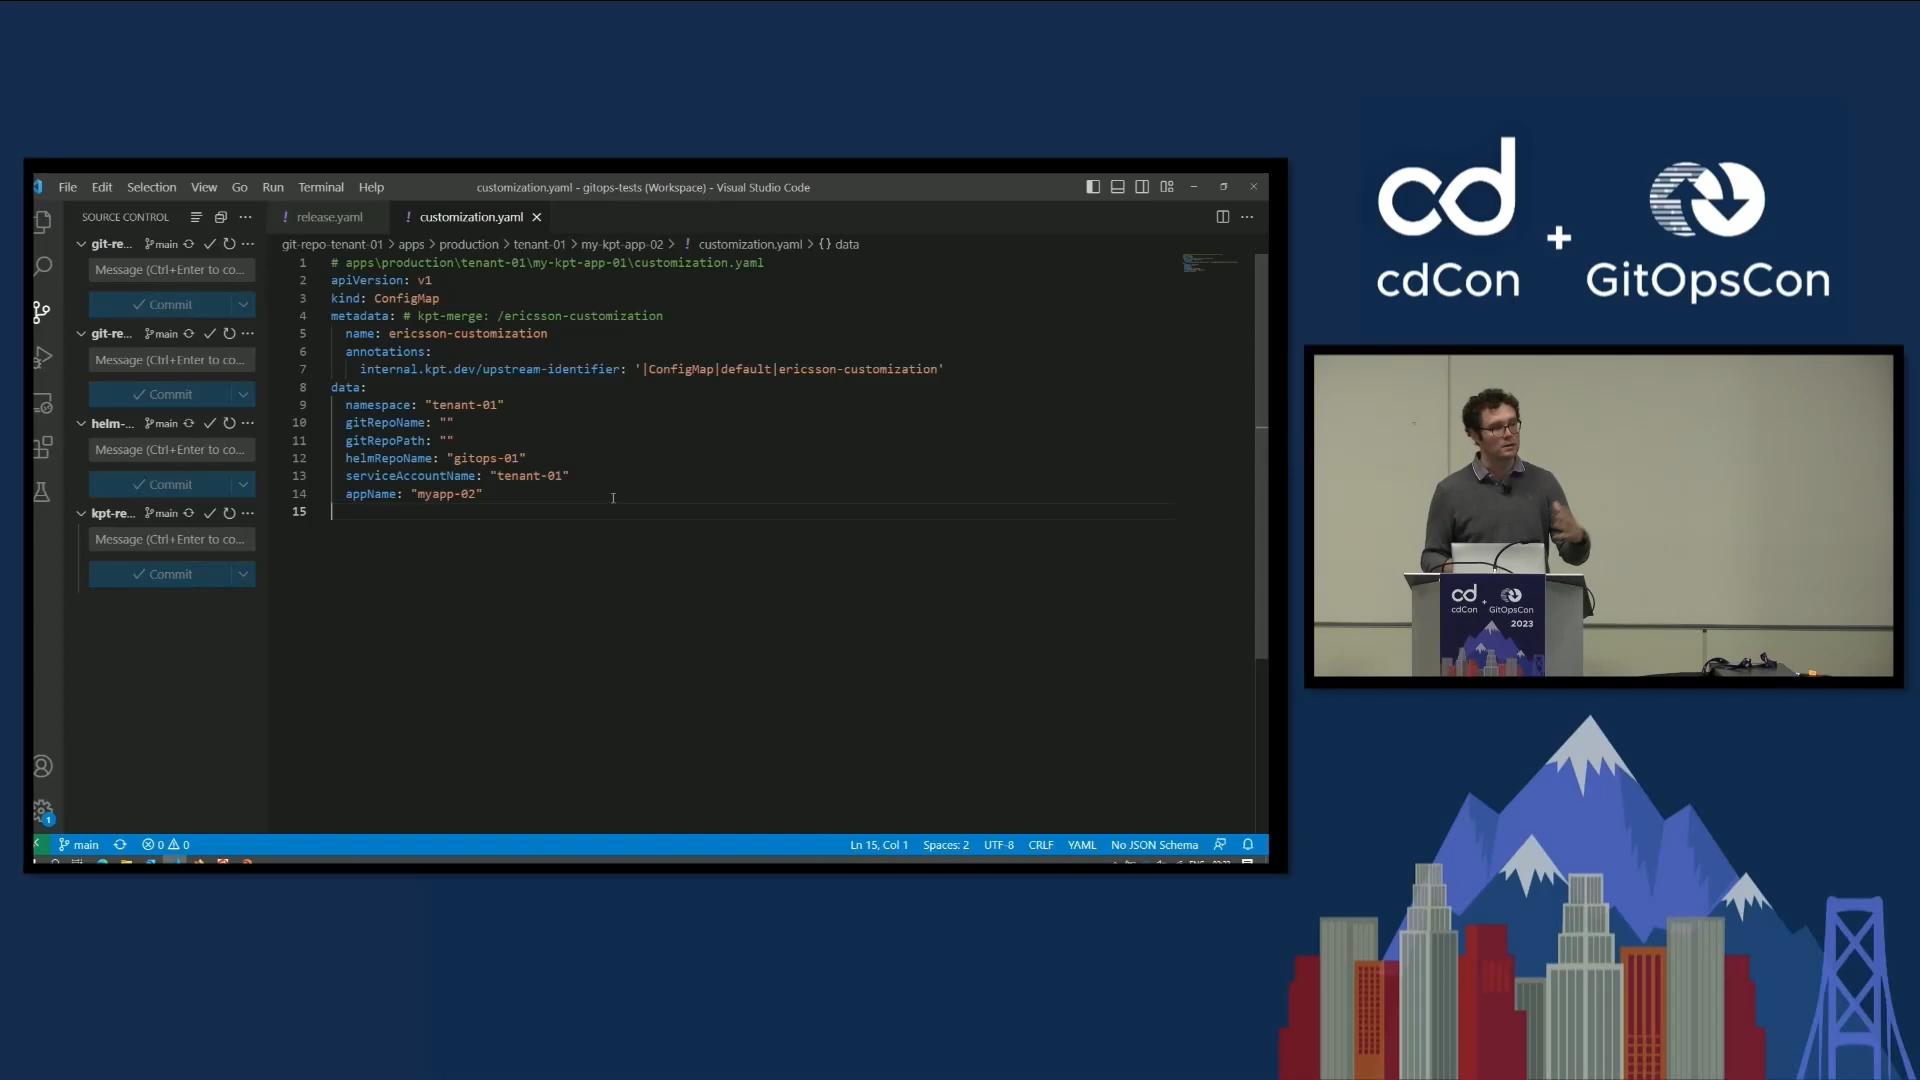 File Edit Selection View Go Run Terminal Help
customization.yaml - gitops-tests (Workspace) - Visual Studio Code
SOURCE CONTROL
! release.yaml
! customization.yaml
git-repo-tenant-01 > apps > production > tenant-01 > my-kpt-app-02 > ! customization.yaml > {} data
git-re... main
Message (Ctrl+Enter to co...
Commit
git-re... main
Message (Ctrl+Enter to co...
Commit
helm-... main
Message (Ctrl+Enter to co...
Commit
kpt-re... main
Message (Ctrl+Enter to co...
Commit
1 # apps\production\tenant-01\my-kpt-app-01\customization.yaml
2 apiVersion: v1
3 kind: ConfigMap
4 metadata: # kpt-merge: /ericsson-customization
5 name: ericsson-customization
6 annotations:
7 internal.kpt.dev/upstream-identifier: '|ConfigMap|default|ericsson-customization'
8 data:
9 namespace: "tenant-01"
10 gitRepoName: ""
11 gitRepoPath: ""
12 helmRepoName: "gitops-01"
13 serviceAccountName: "tenant-01"
14 appName: "myapp-02"
15
1
main 0 0
Ln 15, Col 1 Spaces: 2 UTF-8 CRLF YAML No JSON Schema
cd
cdCon
+
GitOpsCon
cd
cdCon
+
GitOpsCon
2023